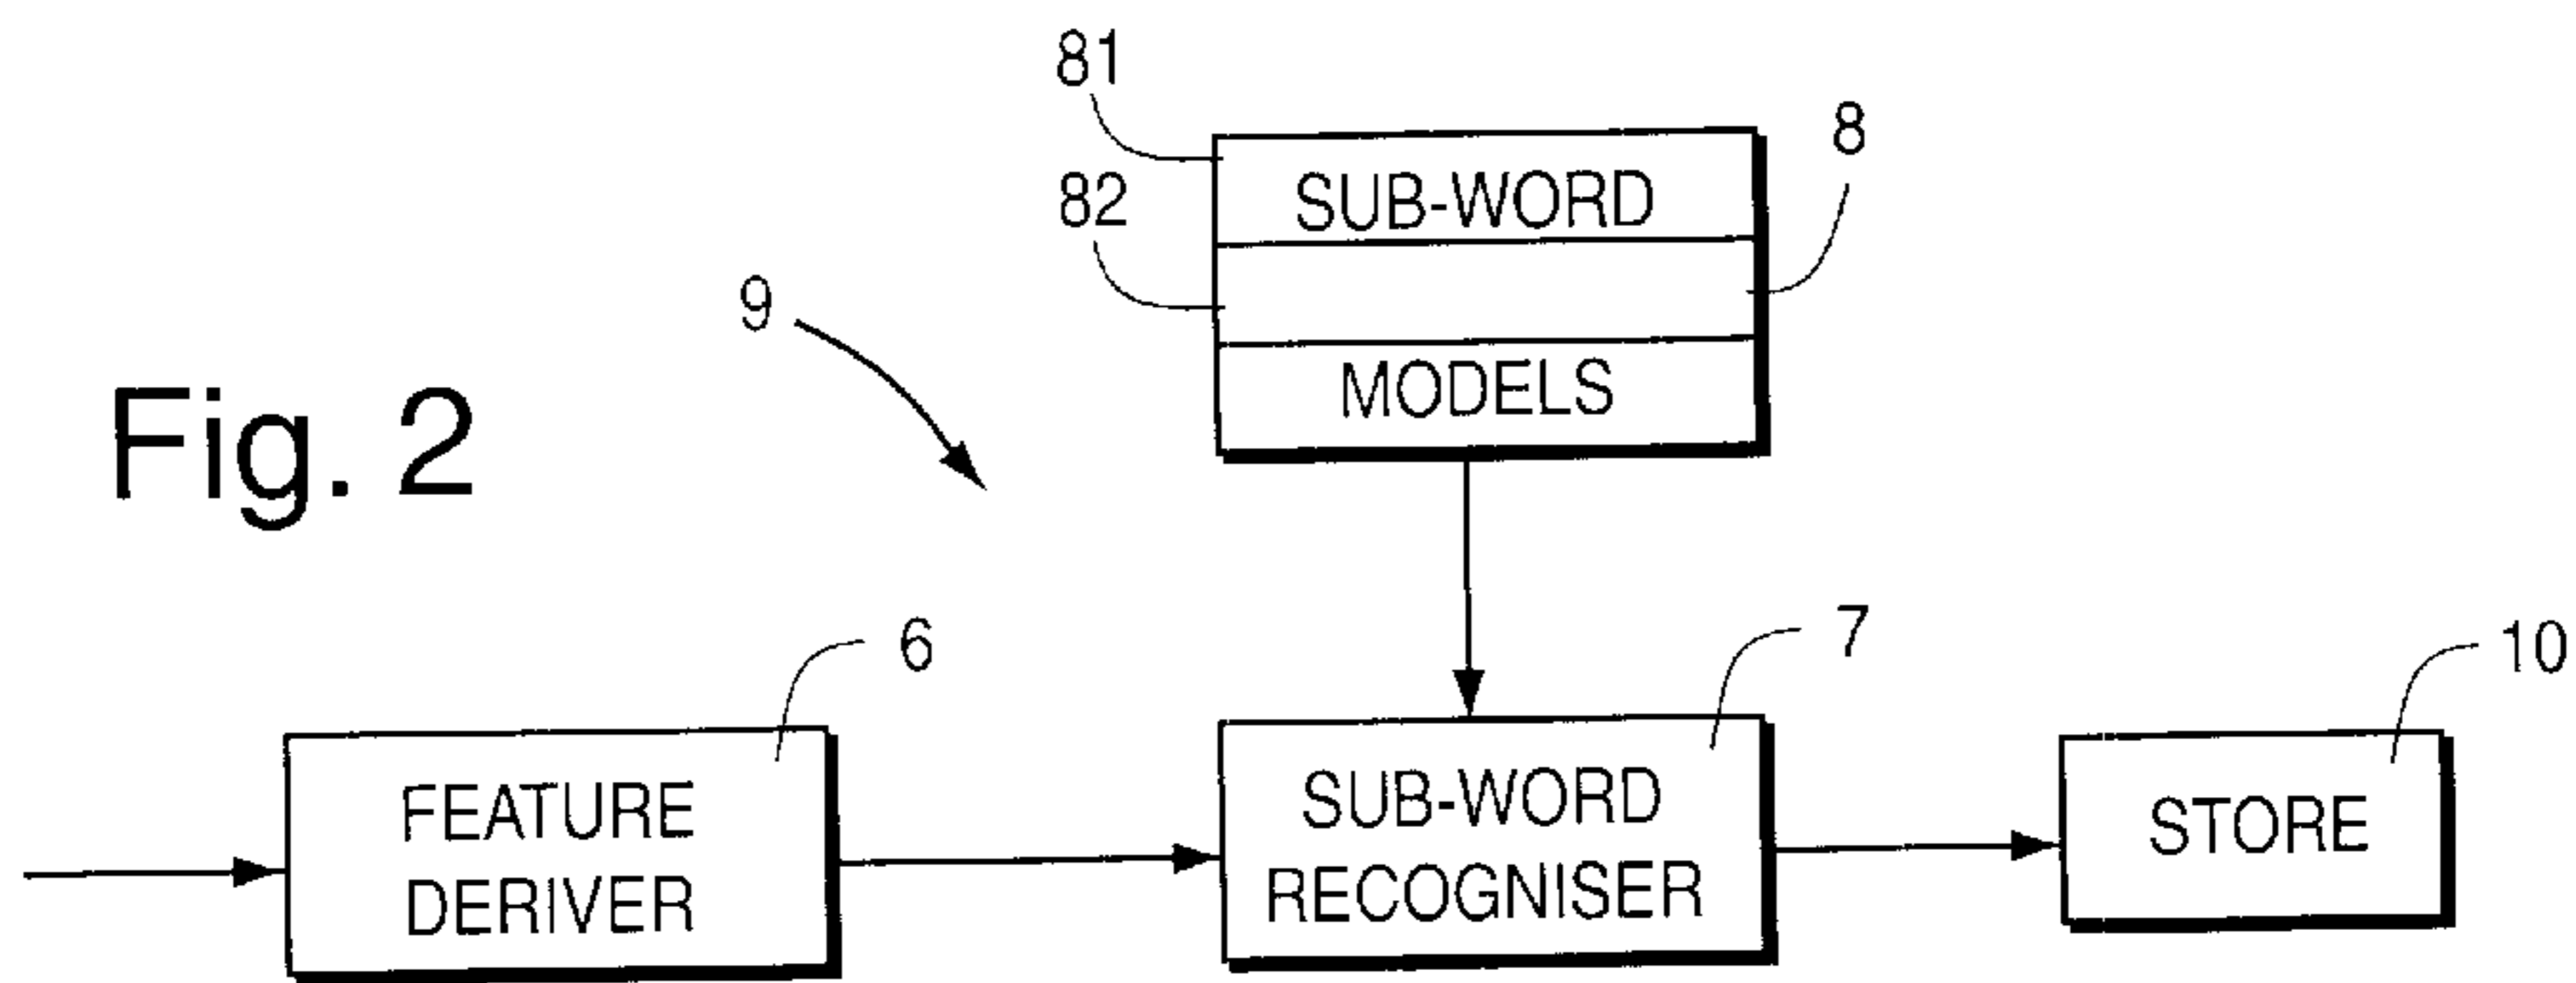 81
SUB-WORD
8
82
9
MODELS
Fig. 2
6
7
10
FEATURE
DERIVER
SUB-WORD
RECOGNISER
STORE